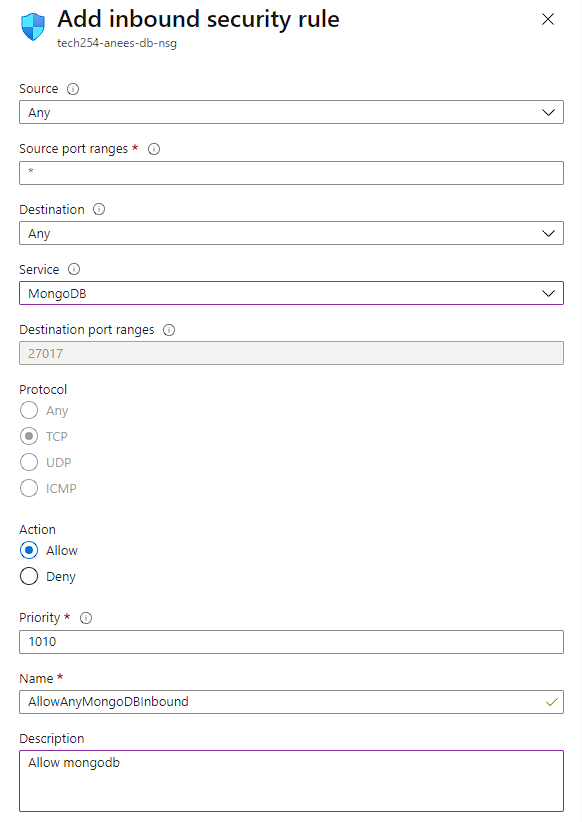 Add inbound security rule
tech254-anees-db-nsg
Source
Any
Source port ranges *
*
Destination
Any
Service
MongoDB
Destination port ranges
27017
Protocol
Any
TCP
UDP
ICMP
Action
Allow
Deny
Priority *
1010
Name *
AllowAnyMongoDBInbound
Description
Allow mongodb